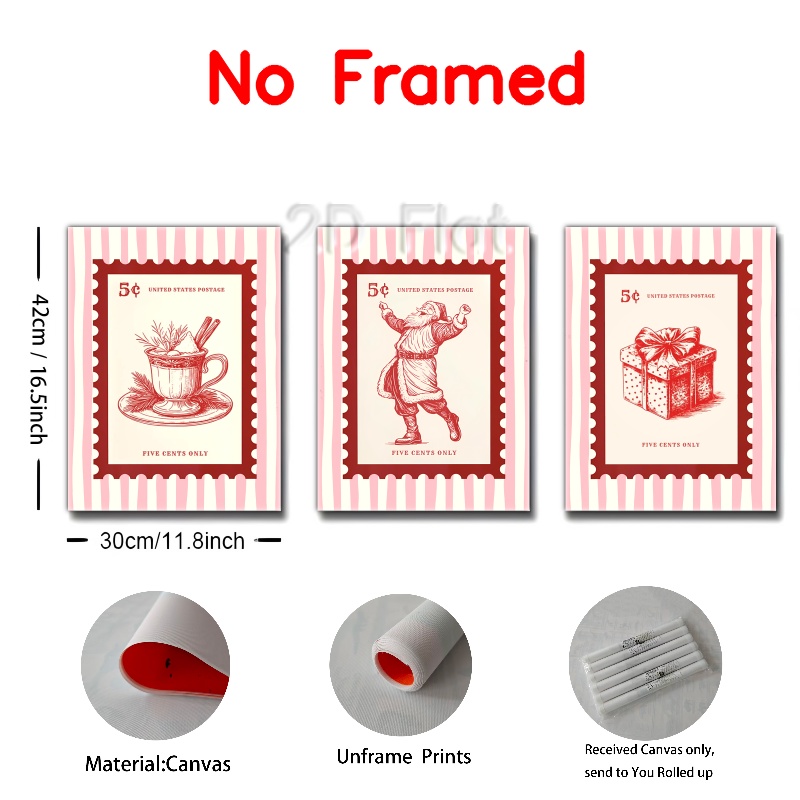 No Framed
2D Flat
5¢ UNITED STATES POSTAGE
FIVE CENTS ONLY
5¢ UNITED STATES POSTAGE
FIVE CENTS ONLY
5¢ UNITED STATES POSTAGE
FIVE CENTS ONLY
42cm / 16.5inch
30cm/11.8inch
Material:Canvas
Unframe Prints
Received Canvas only,
send to You Rolled up